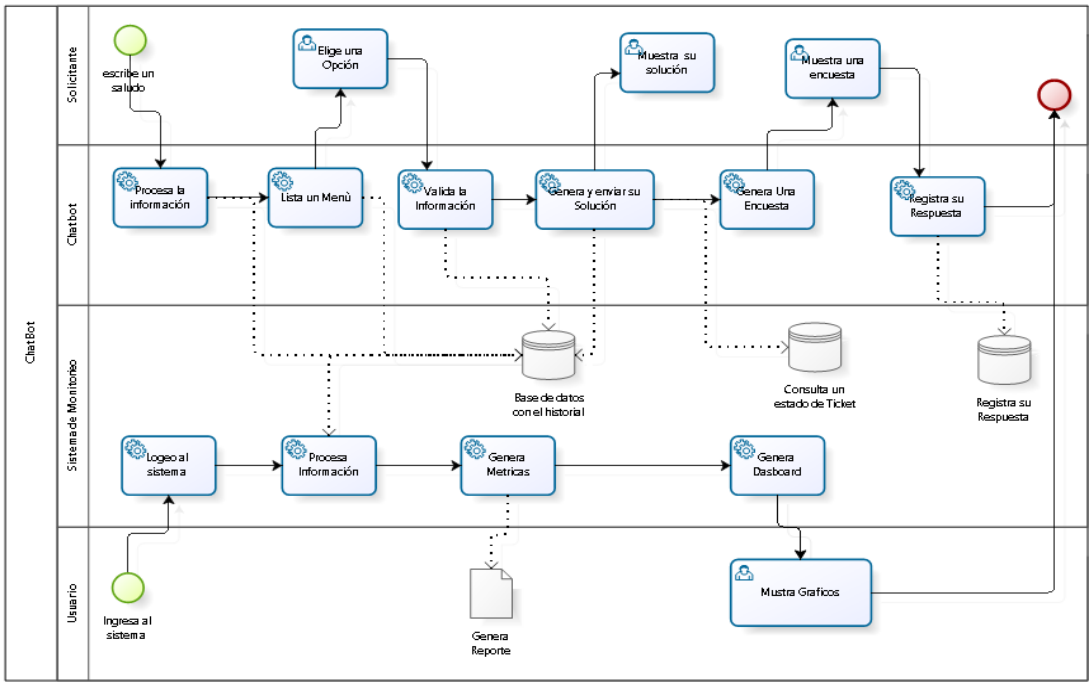 ChatBot
Solicitante
escribe un
saludo
Elige una
Opción
Muestra su
solución
Muestra una
encuesta
Chatbot
Procesa la
información
Lista un Menù
Valida la
Información
Genera y enviar su
Solución
Genera Una
Encuesta
Registra su
Respuesta
Sistema de Monitorieo
Base de datos
con el historial
Consulta un
estado de Ticket
Registra su
Respuesta
Logeo al
sistema
Procesa
Información
Genera
Metricas
Genera
Dasboard
Usuario
Ingresa al
sistema
Genera
Reporte
Mustra Graficos